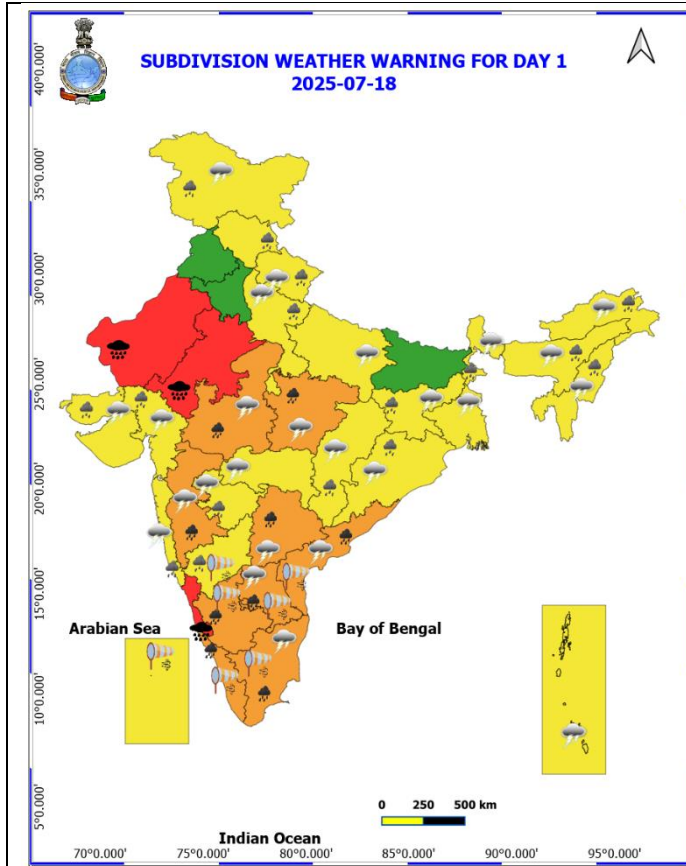 SUBDIVISION WEATHER WARNING FOR DAY 1
2025-07-18
40°0.000'
35°0.000'
30°0.000'
25°0.000'
20°0.000'
15°0.000'
10°0.000'
5°0.000'
Arabian Sea
Bay of Bengal
0 250 500 km
Indian Ocean
70°0.000' 75°0.000' 80°0.000' 85°0.000' 90°0.000' 95°0.000'